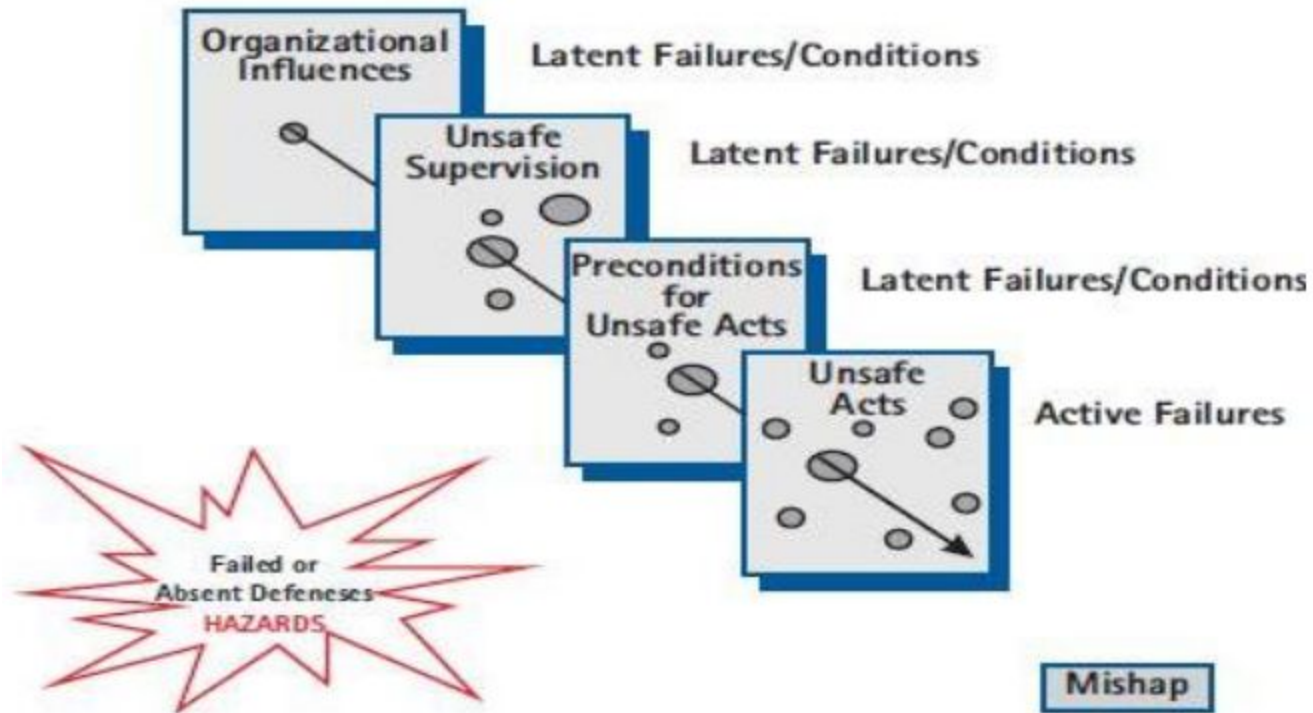 Organizational
Influences
Latent Failures/Conditions
Unsafe
Supervision
Latent Failures/Conditions
Preconditions
for
Unsafe Acts
Latent Failures/Conditions
Unsafe
Acts
Active Failures
Failed or
Absent Defeneses
HAZARDS
Mishap